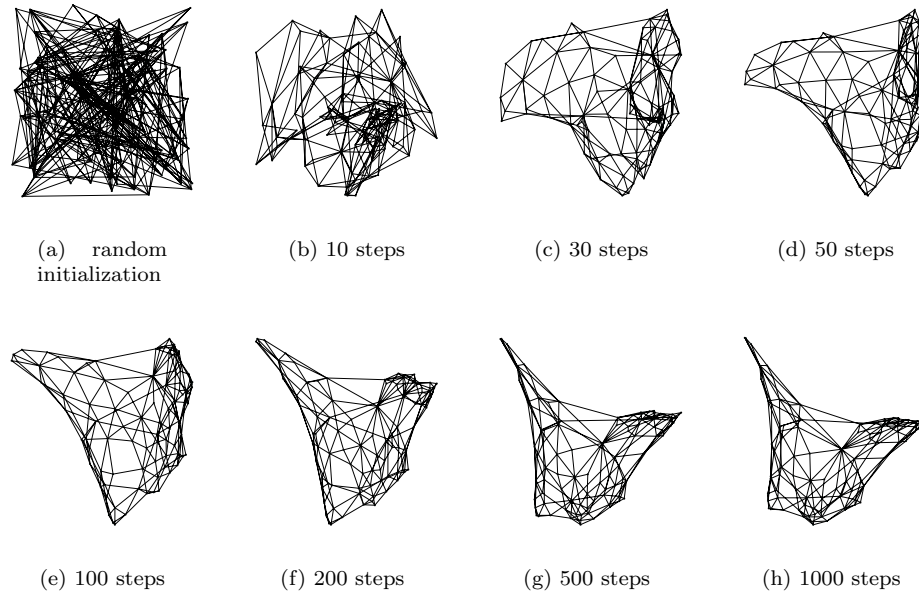 (a) random
initialization
(b) 10 steps
(c) 30 steps
(d) 50 steps
(e) 100 steps
(f) 200 steps
(g) 500 steps
(h) 1000 steps